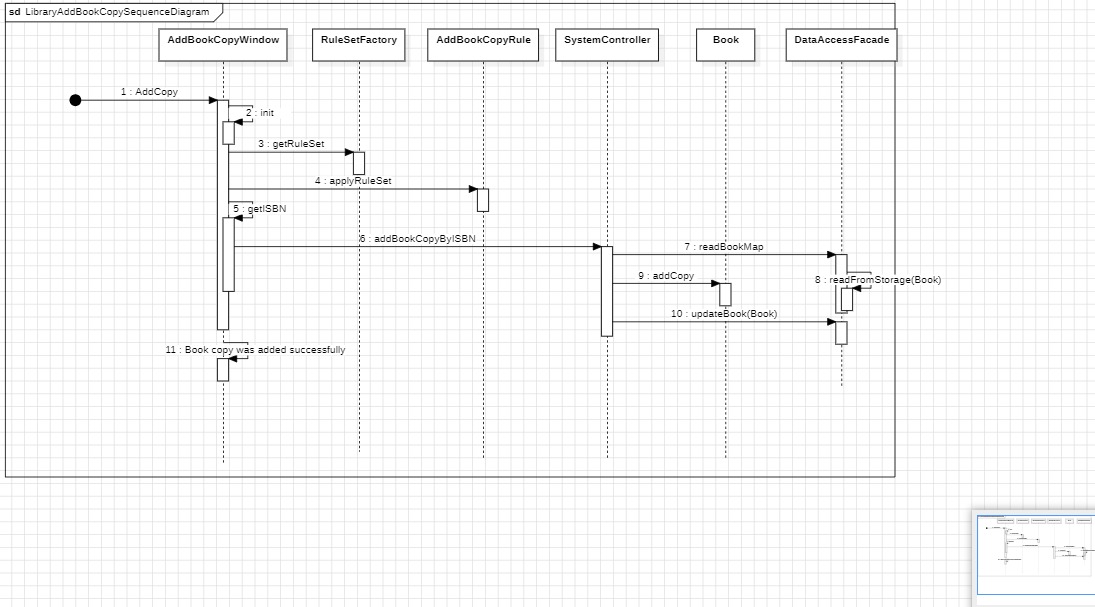 sd LibraryAddBookCopySequenceDiagram
AddBookCopyWindow
RuleSetFactory
AddBookCopyRule
SystemController
Book
DataAccessFacade
1 : AddCopy
2 : init
3 : getRuleSet
4 : applyRuleSet
5 : getISBN
6 : addBookCopyByISBN
7 : readBookMap
8 : readFromStorage(Book)
9 : addCopy
10 : updateBook(Book)
11 : Book copy was added successfully